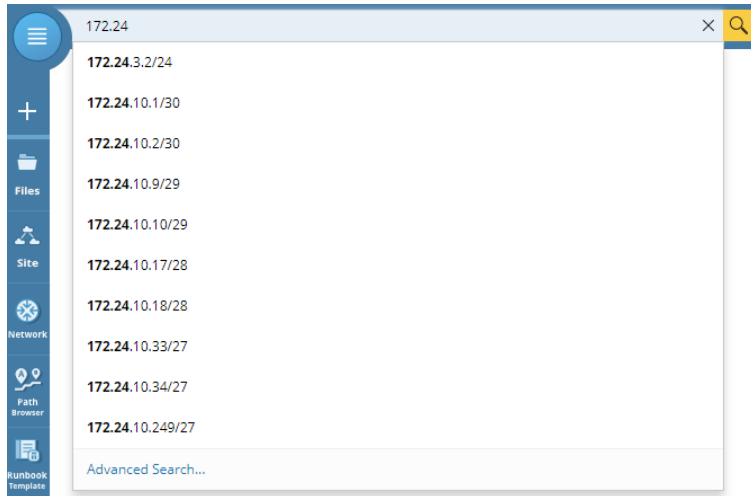 172.24
172.24.3.2/24
172.24.10.1/30
172.24.10.2/30
172.24.10.9/29
172.24.10.10/29
172.24.10.17/28
172.24.10.18/28
172.24.10.33/27
172.24.10.34/27
172.24.10.249/27
Advanced Search...
Files
Site
Network
Path
Browser
Runbook
Template